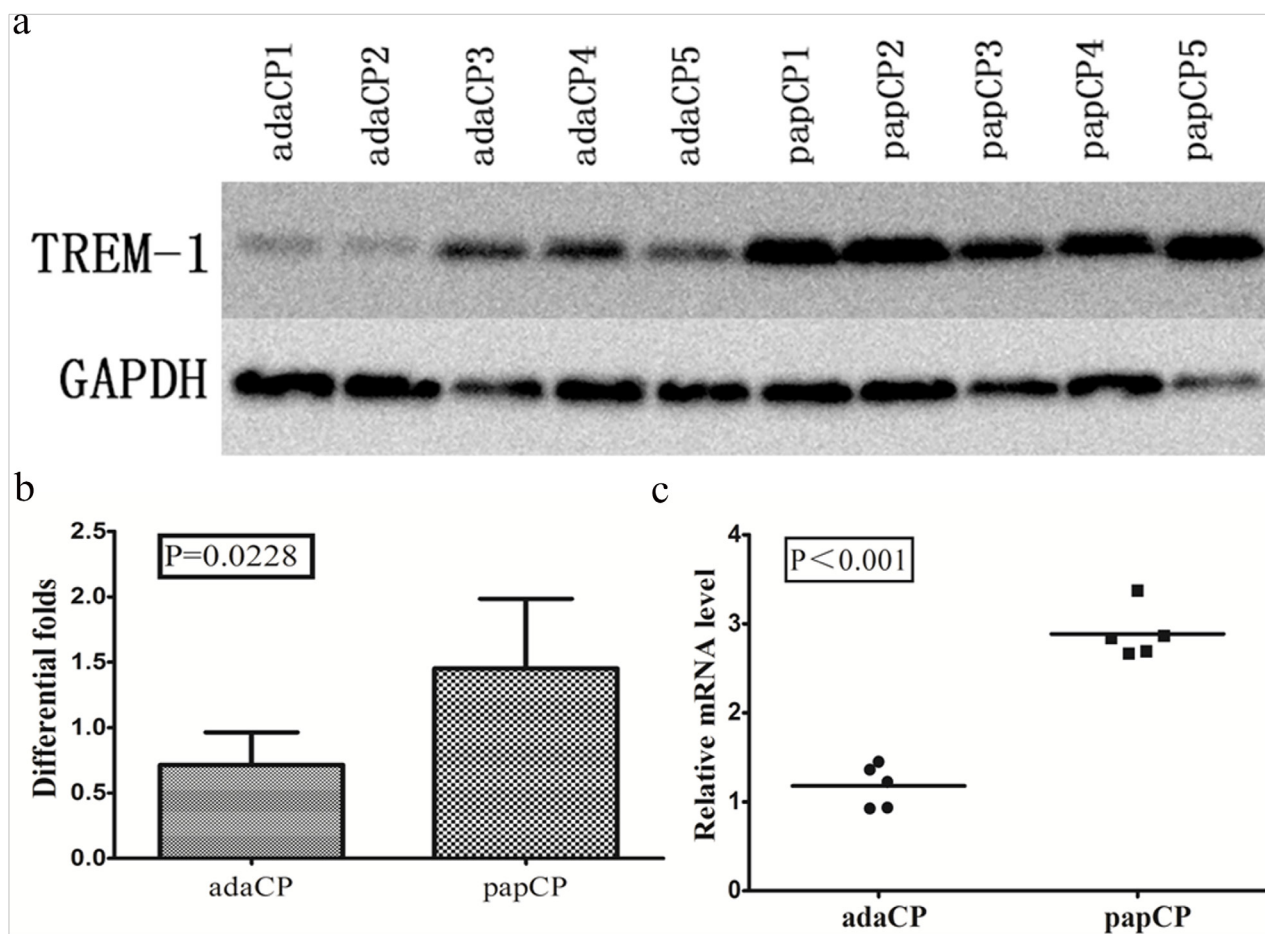 a
adaCP1 adaCP2 adaCP3 adaCP4 adaCP5 papCP1 papCP2 papCP3 papCP4 papCP5
TREM-1
GAPDH
b
Differential folds
2.5
2.0
1.5
1.0
0.5
0.0
P=0.0228
adaCP papCP
c
Relative mRNA level
4
3
2
1
0
P<0.001
adaCP papCP